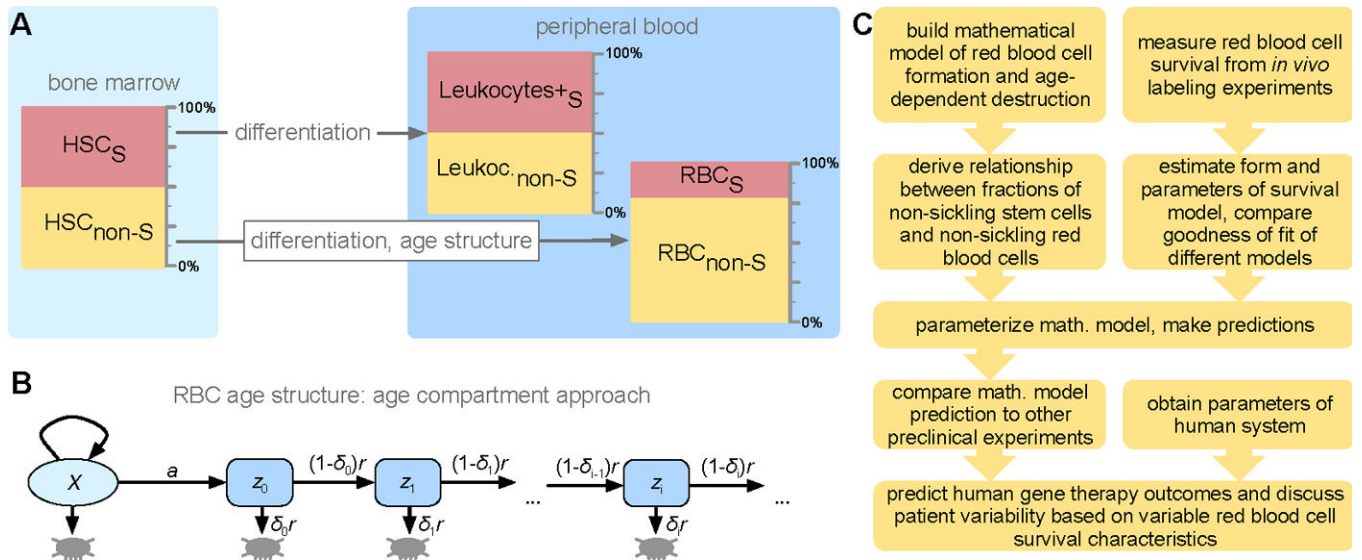 A
bone marrow
100%
HSCS
HSCnon-S
0%
differentiation
differentiation, age structure
peripheral blood
100%
Leukocytes+S
Leukoc.non-S
0%
100%
RBCS
RBCnon-S
0%
B
RBC age structure: age compartment approach
X
a
z0
(1-δ0)r
z1
(1-δ1)r
...
(1-δi-1)r
zi
(1-δi)r
...
δ0r
δ1r
δir
C
build mathematical
model of red blood cell
formation and age-
dependent destruction
measure red blood cell
survival from in vivo
labeling experiments
derive relationship
between fractions of
non-sickling stem cells
and non-sickling red
blood cells
estimate form and
parameters of survival
model, compare
goodness of fit of
different models
parameterize math. model, make predictions
compare math. model
prediction to other
preclinical experiments
obtain parameters of
human system
predict human gene therapy outcomes and discuss
patient variability based on variable red blood cell
survival characteristics